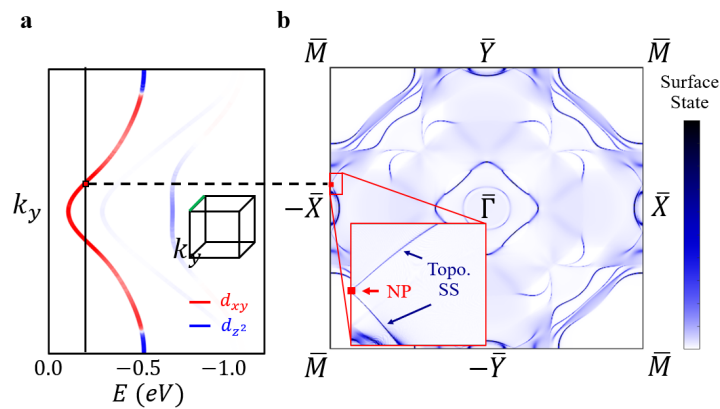 a
b
M̄ Ȳ M̄
Surface
State
k_y
-X̄
Γ̄
X̄
k_y
Topo.
SS
NP
d_xy
d_z²
M̄ -Ȳ M̄
0.0 -0.5 -1.0
E (eV)